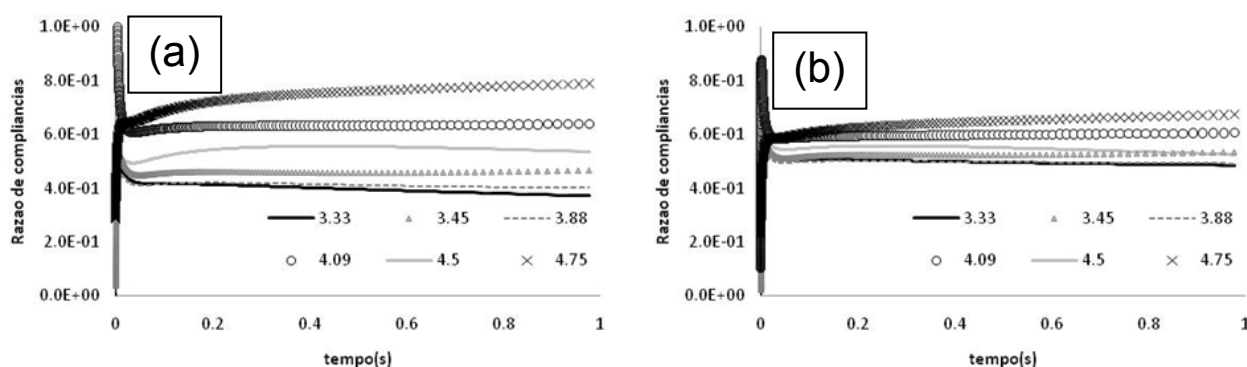 (a)
Razao de compliancias
1.0E+00
8.0E-01
6.0E-01
4.0E-01
2.0E-01
0.0E+00
3.33 3.45 3.88
4.09 4.5 4.75
0 0.2 0.4 0.6 0.8 1
tempo(s)
(b)
Razao de compliancias
1.0E+00
8.0E-01
6.0E-01
4.0E-01
2.0E-01
0.0E+00
3.33 3.45 3.88
4.09 4.5 4.75
0 0.2 0.4 0.6 0.8 1
tempo(s)